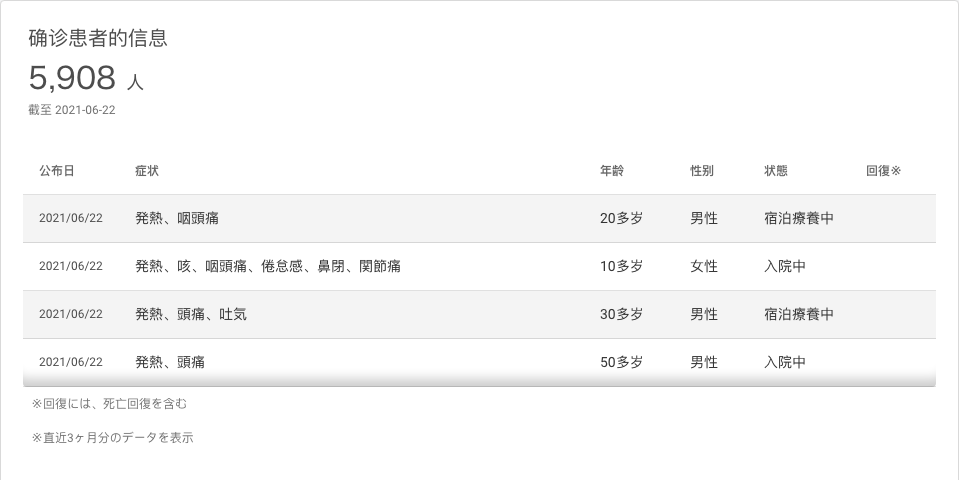 确诊患者的信息
5,908 人
截至 2021-06-22
公布日 症状 年齢 性别 状態 回復※
2021/06/22 発熱、咽頭痛 20多岁 男性 宿泊療養中
2021/06/22 発熱、咳、咽頭痛、倦怠感、鼻閉、関節痛 10多岁 女性 入院中
2021/06/22 発熱、頭痛、吐気 30多岁 男性 宿泊療養中
2021/06/22 発熱、頭痛 50多岁 男性 入院中
※回復には、死亡回復を含む
※直近3ヶ月分のデータを表示